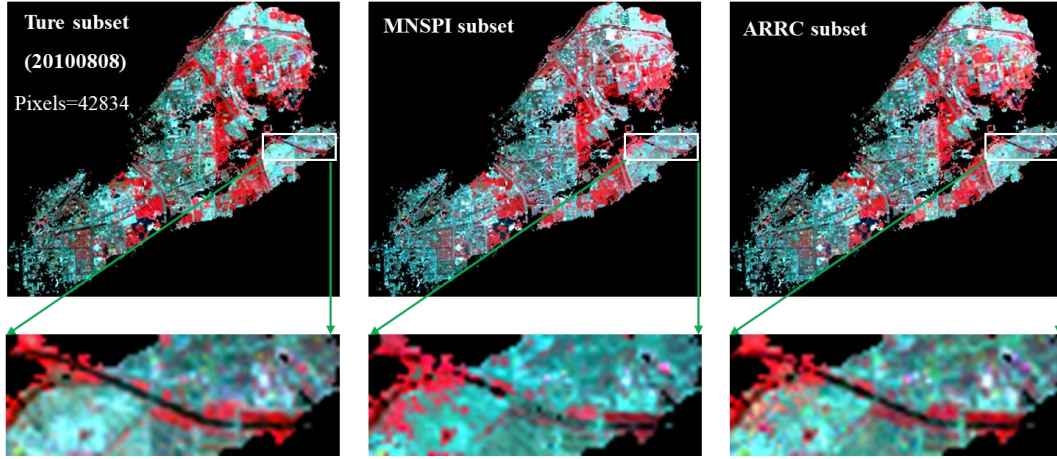 Ture subset
(20100808)
Pixels=42834
MNSPI subset
ARRC subset